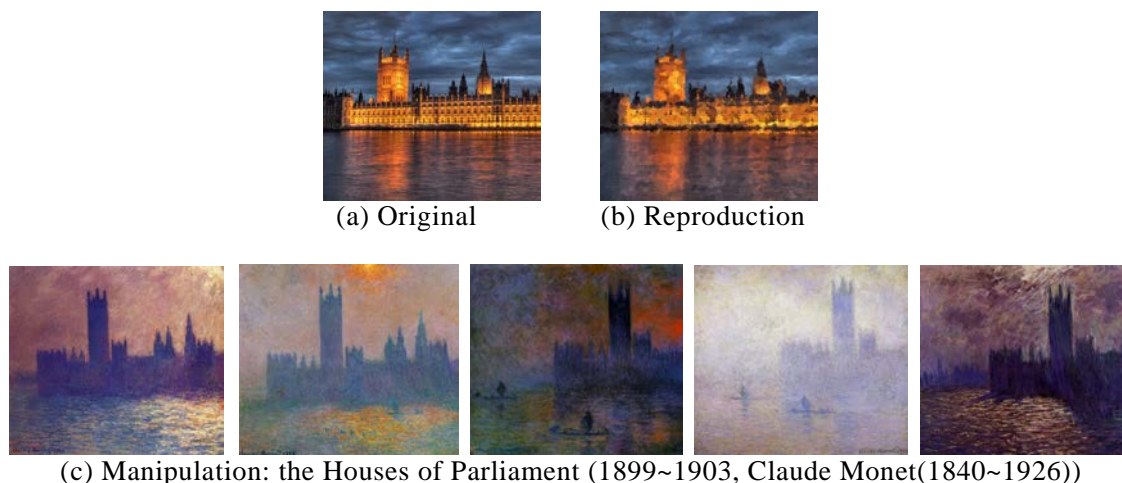 (a) Original
(b) Reproduction
(c) Manipulation: the Houses of Parliament (1899~1903, Claude Monet(1840~1926))